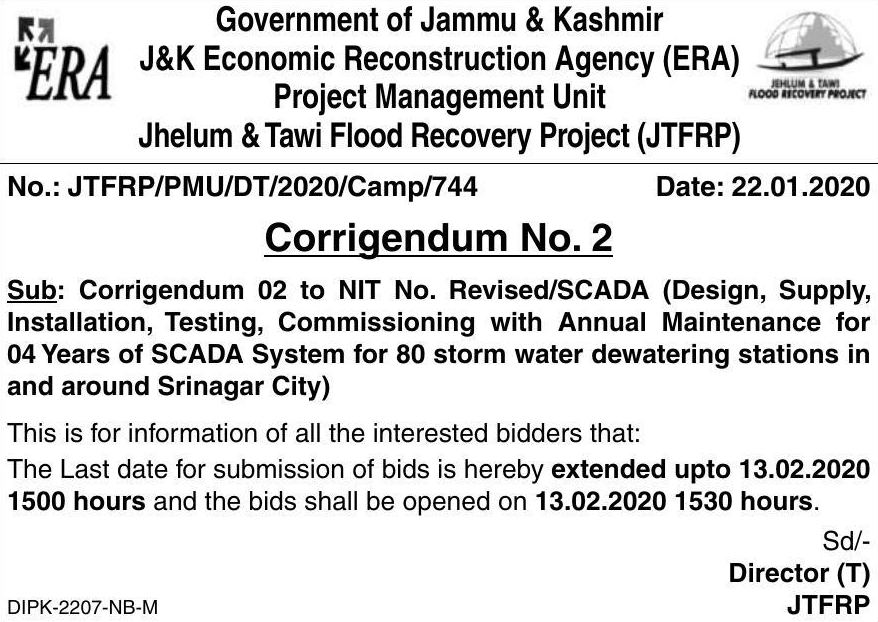 Government of Jammu & Kashmir
ERA
J&K Economic Reconstruction Agency (ERA)
Project Management Unit
JEHLUM & TAWI
FLOOD RECOVERY PROJECT
Jhelum & Tawi Flood Recovery Project (JTFRP)
No.: JTFRP/PMU/DT/2020/Camp/744 Date: 22.01.2020
Corrigendum No. 2
Sub: Corrigendum 02 to NIT No. Revised/SCADA (Design, Supply,
Installation, Testing, Commissioning with Annual Maintenance for
04 Years of SCADA System for 80 storm water dewatering stations in
and around Srinagar City)
This is for information of all the interested bidders that:
The Last date for submission of bids is hereby extended upto 13.02.2020
1500 hours and the bids shall be opened on 13.02.2020 1530 hours.
Sd/-
Director (T)
DIPK-2207-NB-M JTFRP